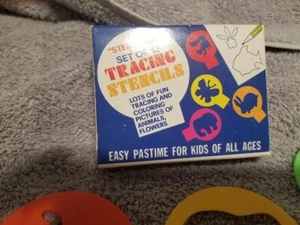 SET OF 12
TRACING
STENCILS
LOTS OF FUN
TRACING AND
COLORING
PICTURES OF
ANIMALS,
FLOWERS
EASY PASTIME FOR KIDS OF ALL AGES